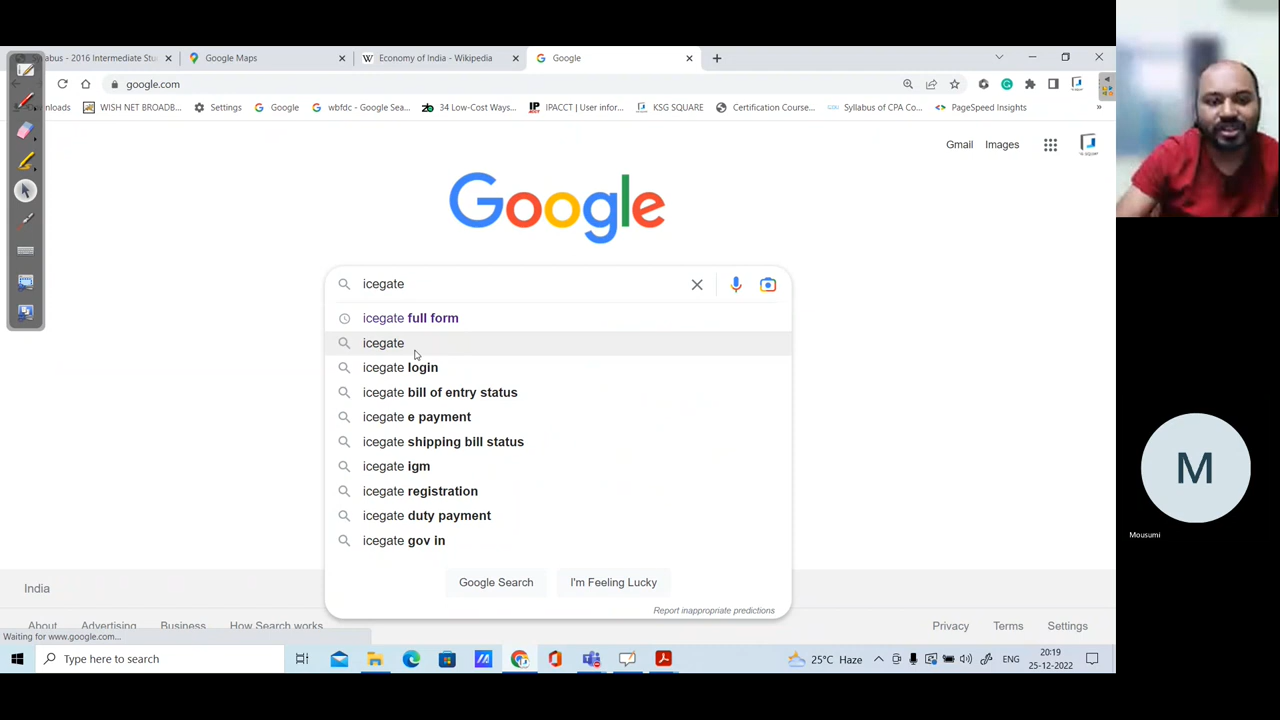 Syllabus - 2016 Intermediate Stu
Google Maps
Economy of India - Wikipedia
Google
google.com
WISH NET BROADB...
Settings
Google
wbfdc - Google Sea...
34 Low-Cost Ways...
IPACCT | User infor...
KSG SQUARE
Certification Course...
Syllabus of CPA Co...
PageSpeed Insights
»
Gmail
Images
Google
icegate
icegate full form
icegate
icegate login
icegate bill of entry status
icegate e payment
icegate shipping bill status
icegate igm
icegate registration
icegate duty payment
icegate gov in
Google Search
I'm Feeling Lucky
Report inappropriate predictions
India
About
Advertising
Business
How Search works
Privacy
Terms
Settings
Waiting for www.google.com...
Type here to search
25°C Haze
ENG
20:19
25-12-2022
M
Mousumi